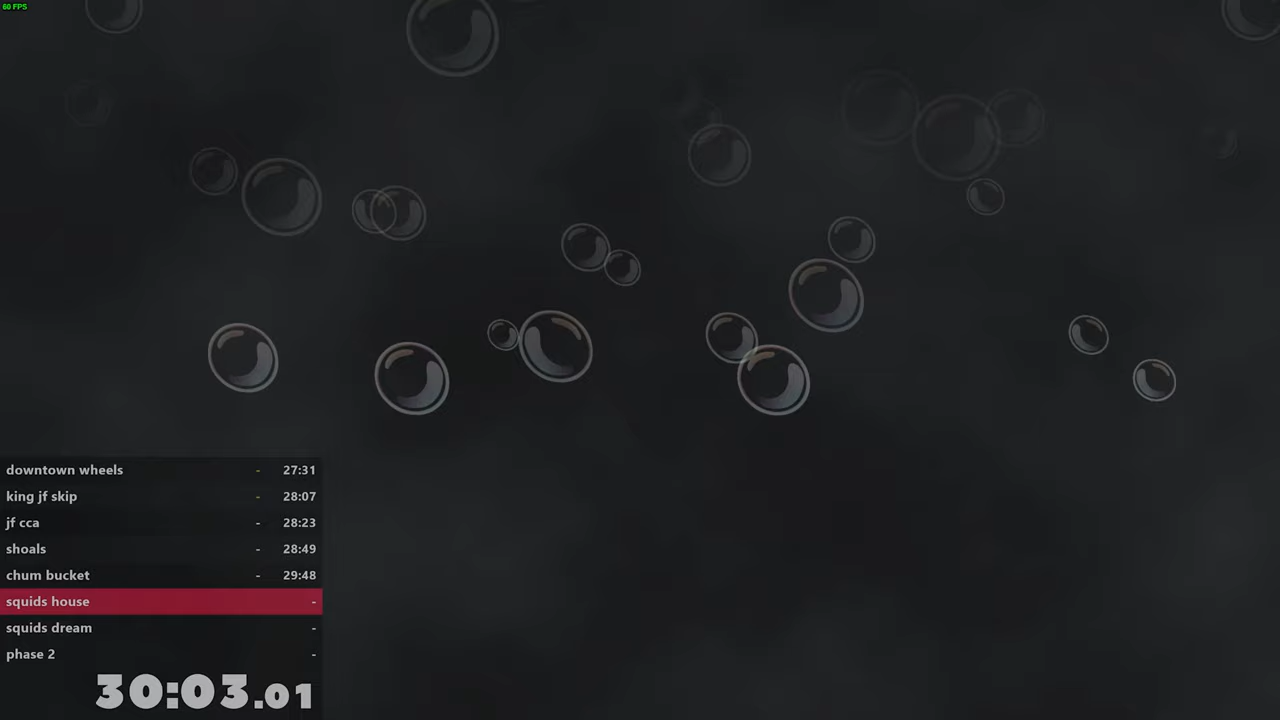 60 FPS
downtown wheels - 27:31
king jf skip - 28:07
jf cca - 28:23
shoals - 28:49
chum bucket - 29:48
squids house -
squids dream -
phase 2 -
30:03.01